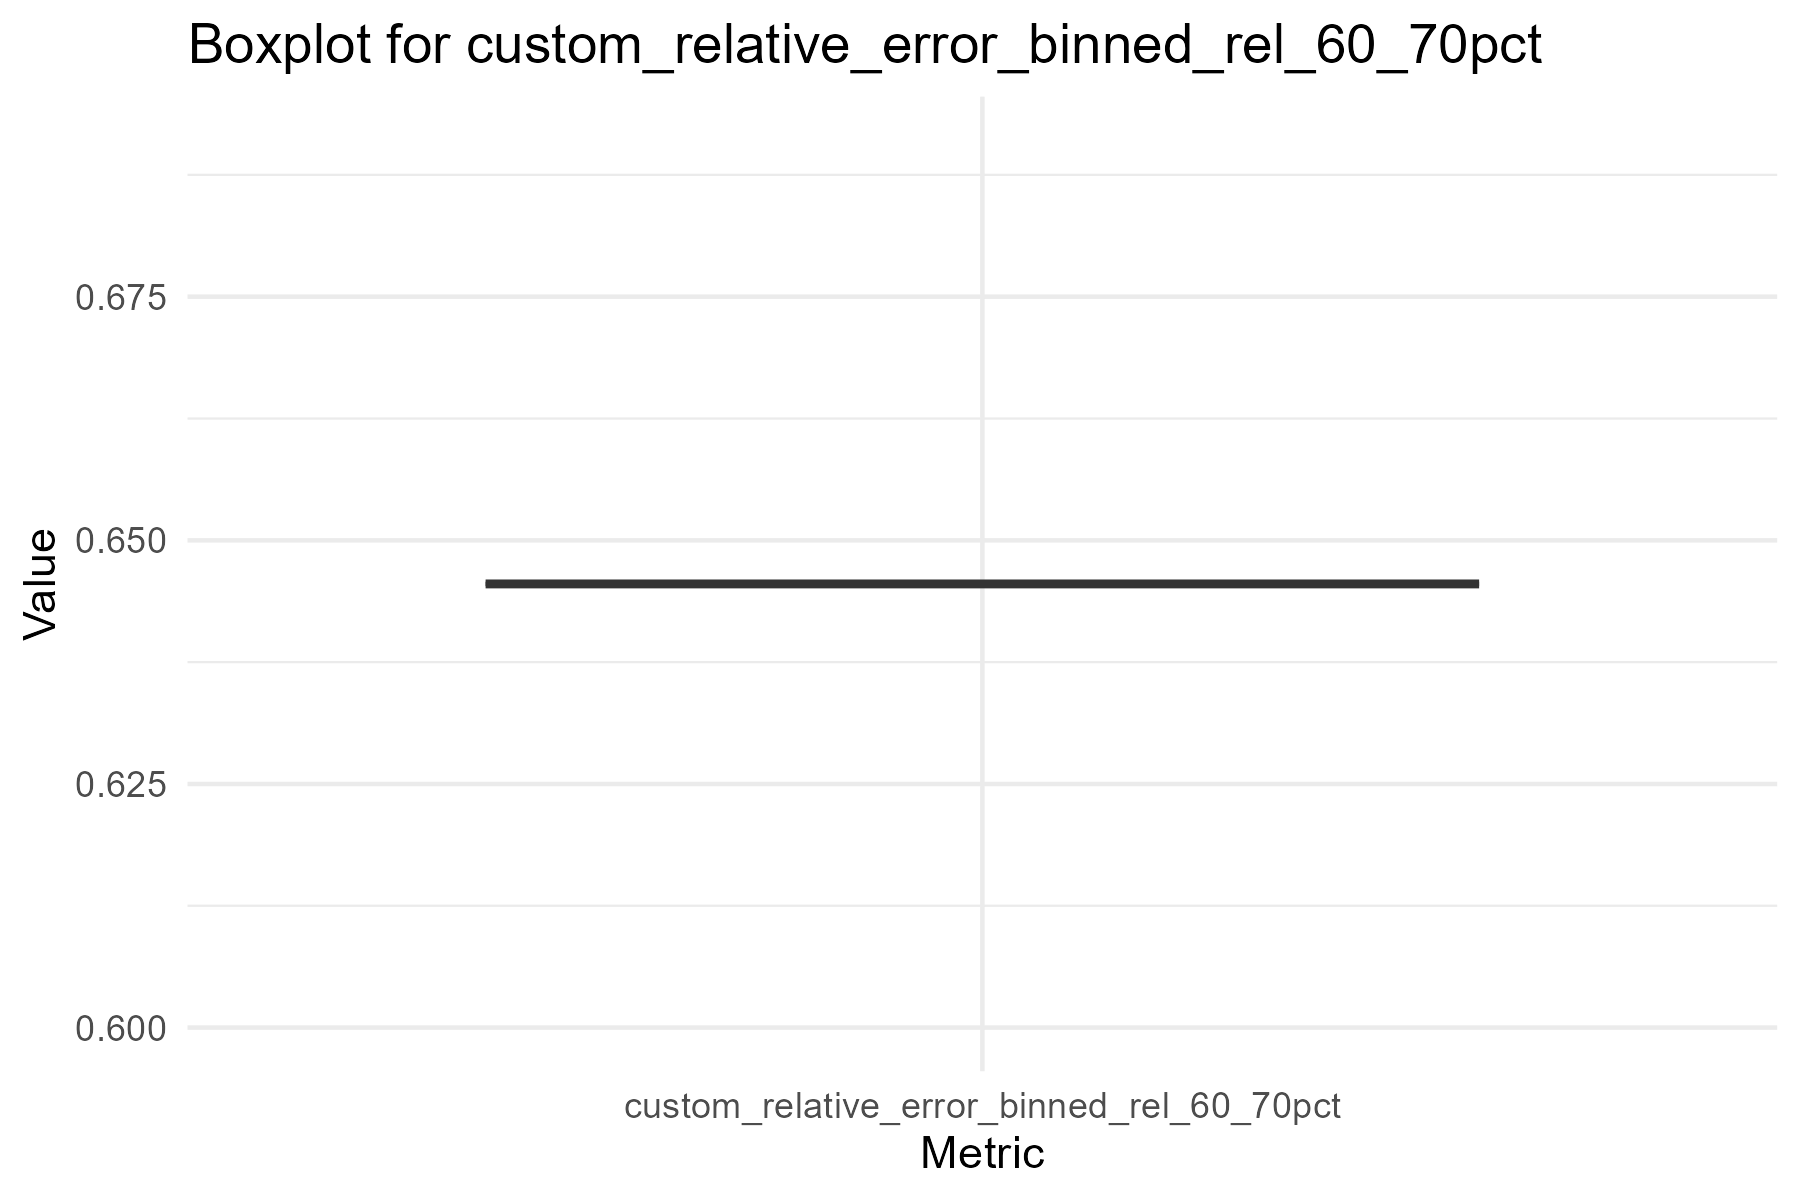 Boxplot for custom_relative_error_binned_rel_60_70pct
0.675
0.650
0.625
0.600
Value
custom_relative_error_binned_rel_60_70pct
Metric